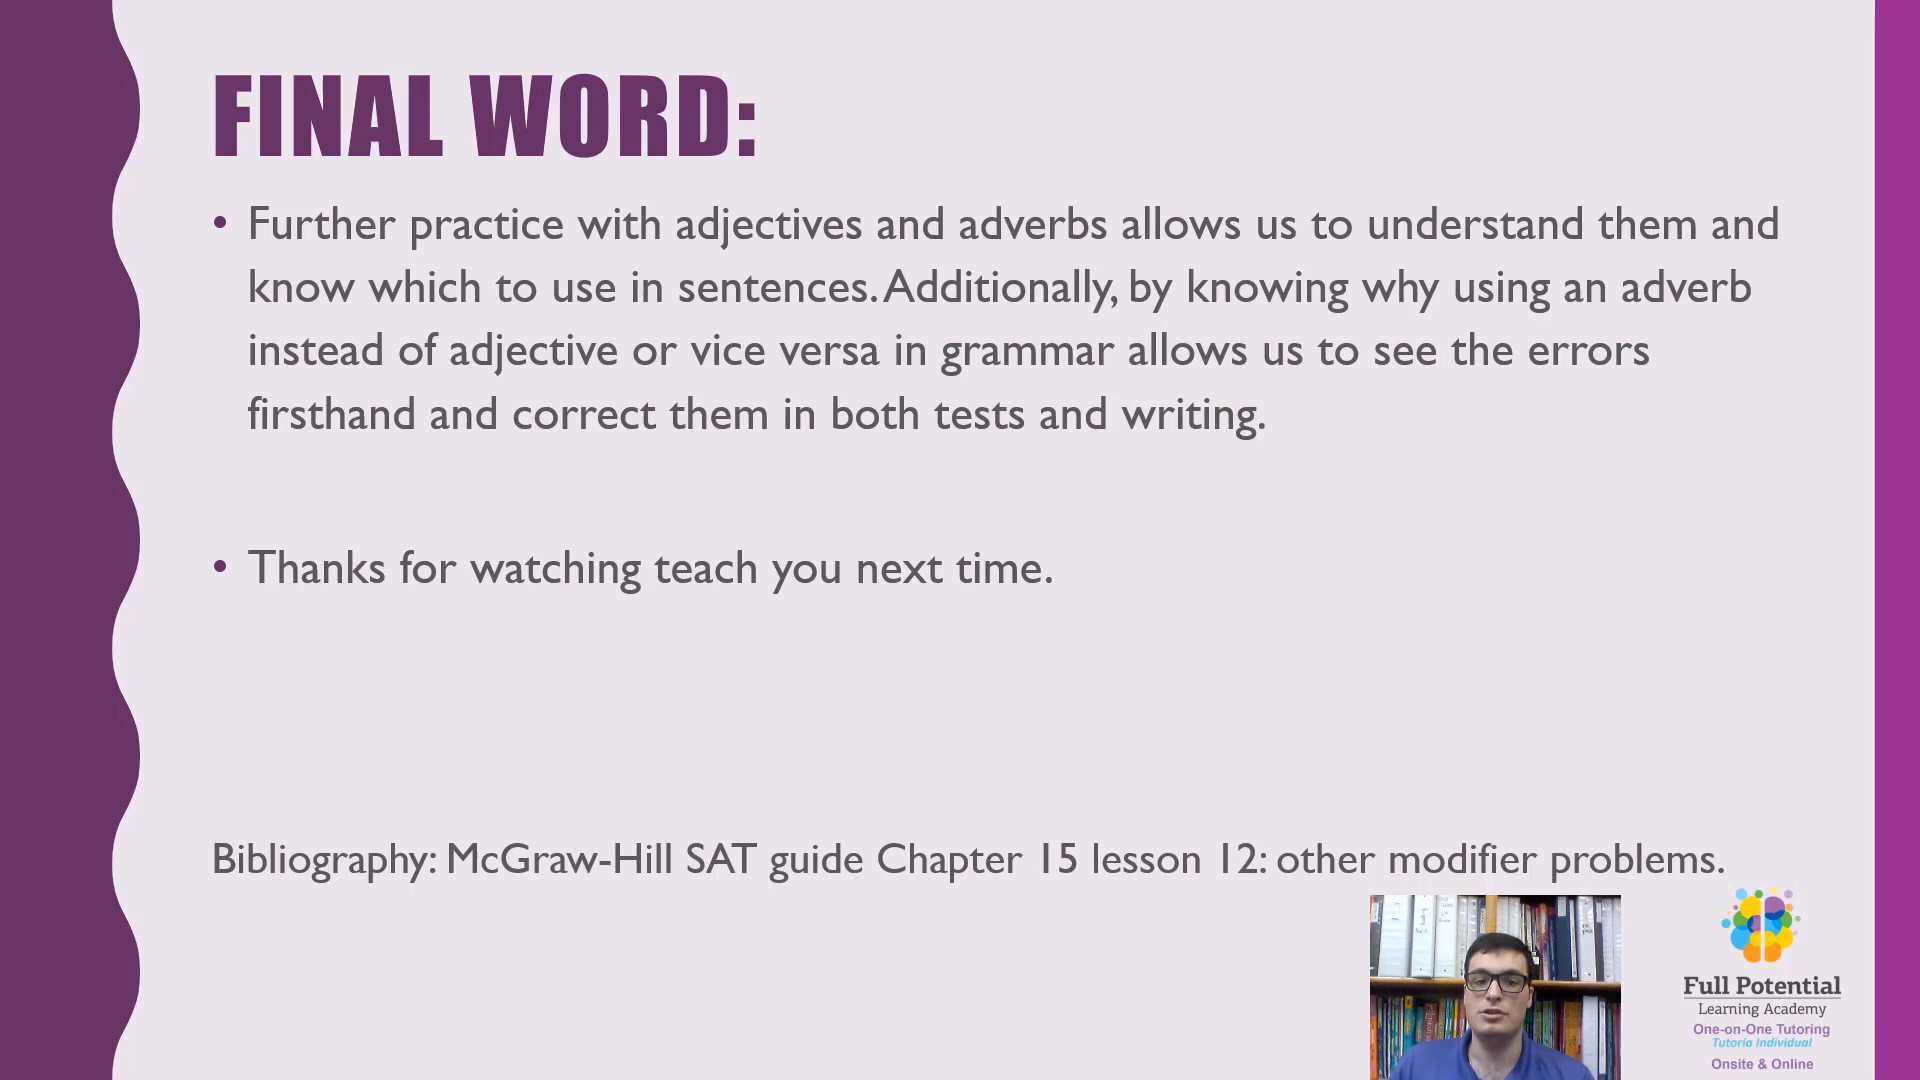 FINAL WORD:
• Further practice with adjectives and adverbs allows us to understand them and
know which to use in sentences. Additionally, by knowing why using an adverb
instead of adjective or vice versa in grammar allows us to see the errors
firsthand and correct them in both tests and writing.
• Thanks for watching teach you next time.
Bibliography: McGraw-Hill SAT guide Chapter 15 lesson 12: other modifier problems.
Full Potential
Learning Academy
One-on-One Tutoring
Tutoría Individual
Onsite & Online